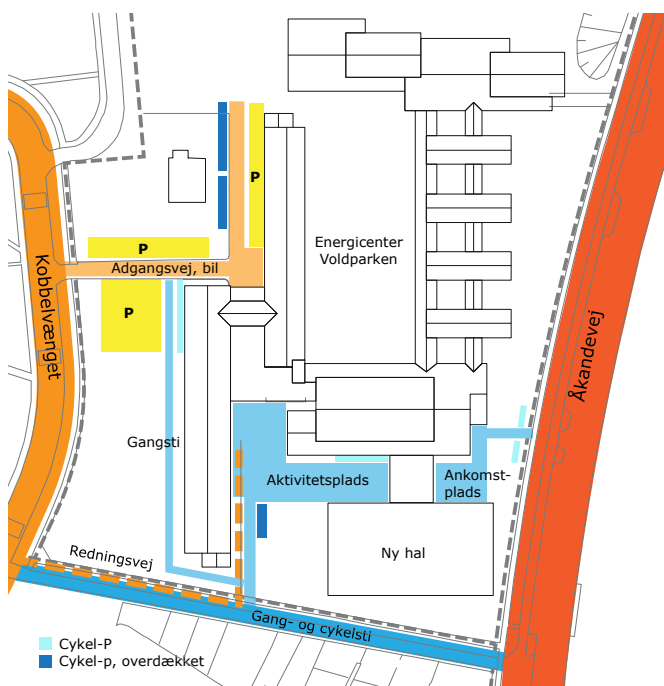 P
P
Adgangsvej, bil
P
Energicenter
Voldparken
Kobbelvænget
Åkandevej
Gangsti
Aktivitetsplads
Ankomst-
plads
Ny hal
Redningsvej
Gang- og cykelsti
Cykel-P
Cykel-p, overdækket